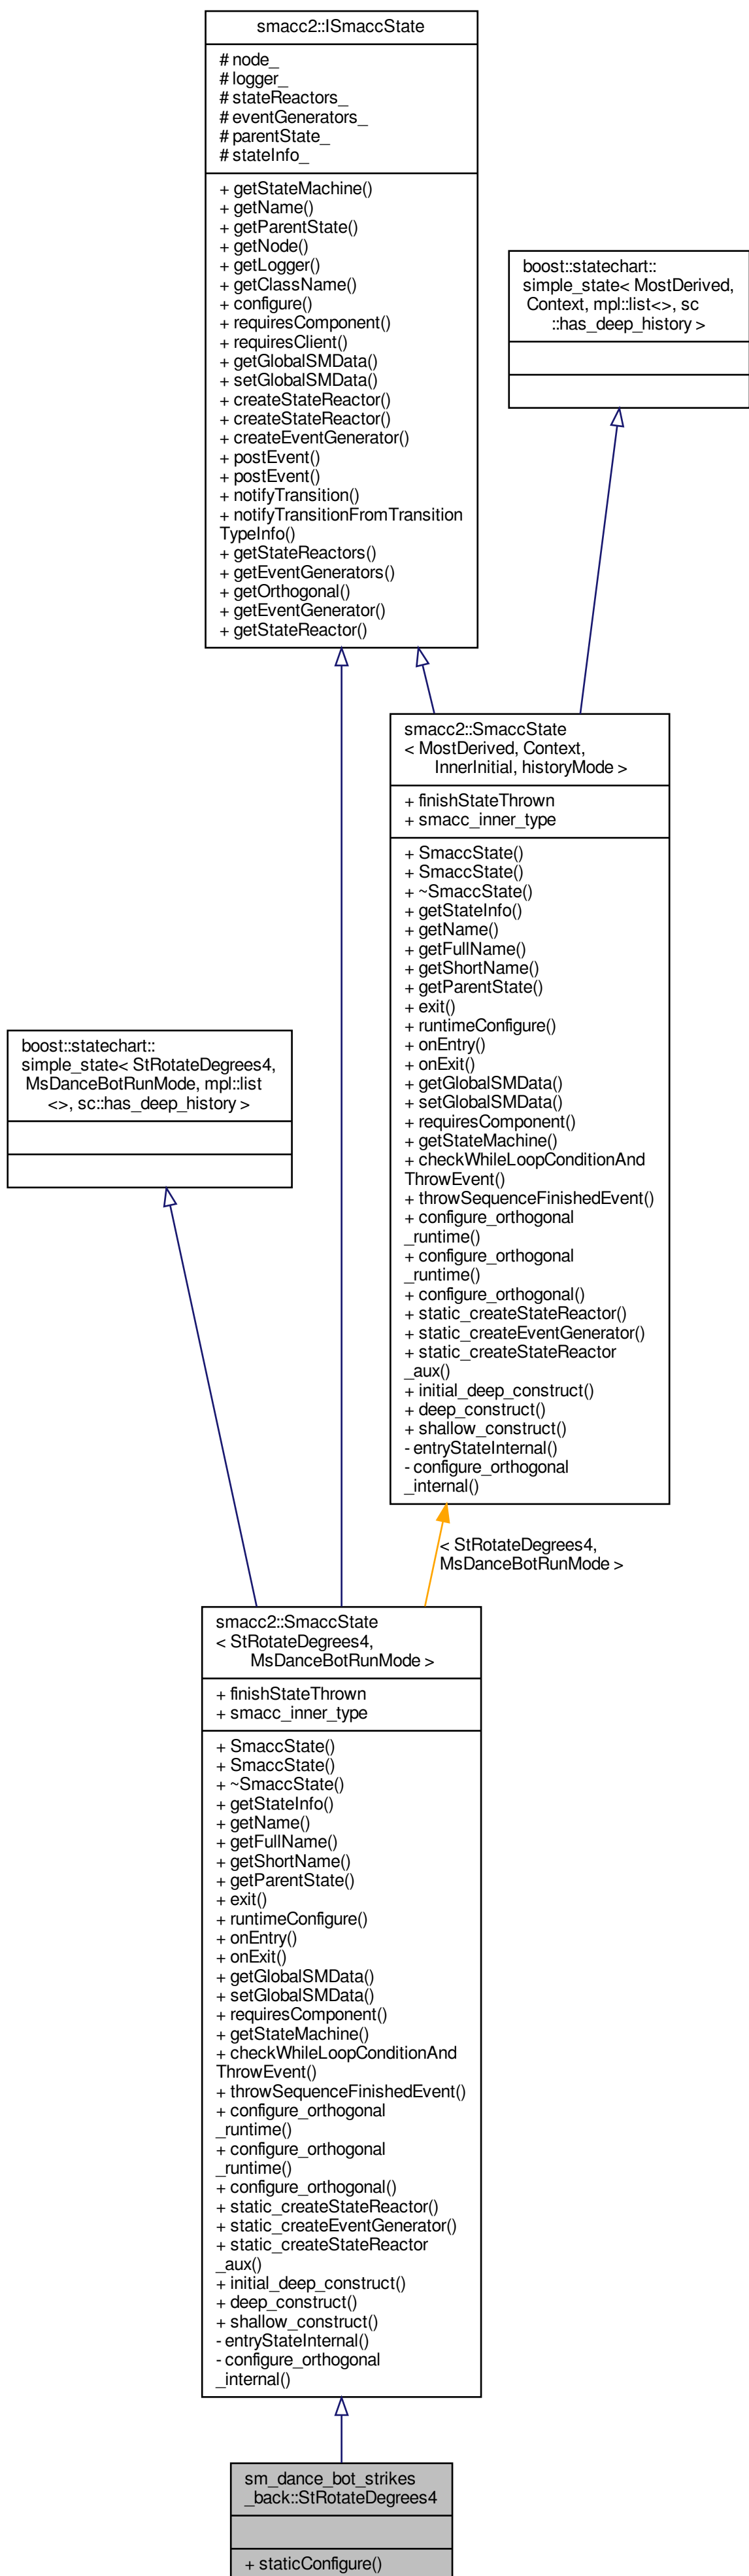 smacc2::ISmaccState
# node_
# logger_
# stateReactors_
# eventGenerators_
# parentState_
# stateInfo_
+ getStateMachine()
+ getName()
+ getParentState()
+ getNode()
+ getLogger()
+ getClassName()
+ configure()
+ requiresComponent()
+ requiresClient()
+ getGlobalSMData()
+ setGlobalSMData()
+ createStateReactor()
+ createStateReactor()
+ createEventGenerator()
+ postEvent()
+ postEvent()
+ notifyTransition()
+ notifyTransitionFromTransition
TypeInfo()
+ getStateReactors()
+ getEventGenerators()
+ getOrthogonal()
+ getEventGenerator()
+ getStateReactor()
boost::statechart::
simple_state< MostDerived,
Context, mpl::list<>, sc
::has_deep_history >
smacc2::SmaccState
< MostDerived, Context,
InnerInitial, historyMode >
+ finishStateThrown
+ smacc_inner_type
+ SmaccState()
+ SmaccState()
+ ~SmaccState()
+ getStateInfo()
+ getName()
+ getFullName()
+ getShortName()
+ getParentState()
+ exit()
+ runtimeConfigure()
+ onEntry()
+ onExit()
+ getGlobalSMData()
+ setGlobalSMData()
+ requiresComponent()
+ getStateMachine()
+ checkWhileLoopConditionAnd
ThrowEvent()
+ throwSequenceFinishedEvent()
+ configure_orthogonal
_runtime()
+ configure_orthogonal
_runtime()
+ configure_orthogonal()
+ static_createStateReactor()
+ static_createEventGenerator()
+ static_createStateReactor
_aux()
+ initial_deep_construct()
+ deep_construct()
+ shallow_construct()
- entryStateInternal()
- configure_orthogonal
_internal()
boost::statechart::
simple_state< StRotateDegrees4,
MsDanceBotRunMode, mpl::list
<>, sc::has_deep_history >
< StRotateDegrees4,
MsDanceBotRunMode >
smacc2::SmaccState
< StRotateDegrees4,
MsDanceBotRunMode >
+ finishStateThrown
+ smacc_inner_type
+ SmaccState()
+ SmaccState()
+ ~SmaccState()
+ getStateInfo()
+ getName()
+ getFullName()
+ getShortName()
+ getParentState()
+ exit()
+ runtimeConfigure()
+ onEntry()
+ onExit()
+ getGlobalSMData()
+ setGlobalSMData()
+ requiresComponent()
+ getStateMachine()
+ checkWhileLoopConditionAnd
ThrowEvent()
+ throwSequenceFinishedEvent()
+ configure_orthogonal
_runtime()
+ configure_orthogonal
_runtime()
+ configure_orthogonal()
+ static_createStateReactor()
+ static_createEventGenerator()
+ static_createStateReactor
_aux()
+ initial_deep_construct()
+ deep_construct()
+ shallow_construct()
- entryStateInternal()
- configure_orthogonal
_internal()
sm_dance_bot_strikes
_back::StRotateDegrees4
+ staticConfigure()